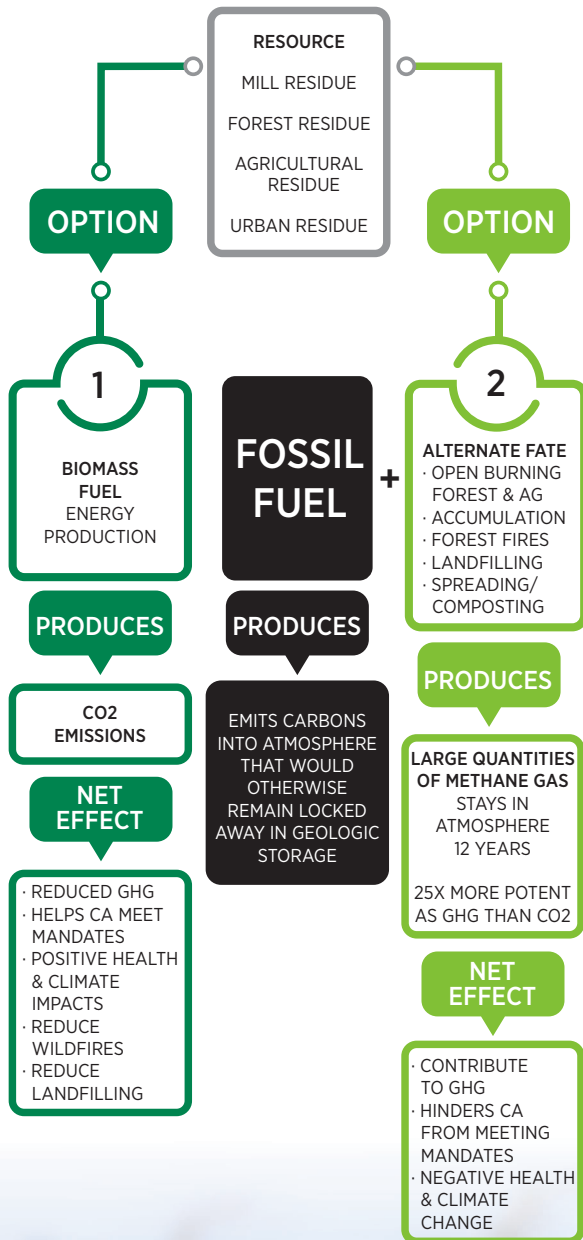 RESOURCE
MILL RESIDUE
FOREST RESIDUE
AGRICULTURAL
RESIDUE
URBAN RESIDUE
OPTION
1
BIOMASS
FUEL
ENERGY
PRODUCTION
PRODUCES
CO2
EMISSIONS
NET
EFFECT
· REDUCED GHG
· HELPS CA MEET
MANDATES
· POSITIVE HEALTH
& CLIMATE
IMPACTS
· REDUCE
WILDFIRES
· REDUCE
LANDFILLING
FOSSIL
FUEL
+
PRODUCES
EMITS CARBONS
INTO ATMOSPHERE
THAT WOULD
OTHERWISE
REMAIN LOCKED
AWAY IN GEOLOGIC
STORAGE
OPTION
2
ALTERNATE FATE
· OPEN BURNING
FOREST & AG
· ACCUMULATION
· FOREST FIRES
· LANDFILLING
· SPREADING/
COMPOSTING
PRODUCES
LARGE QUANTITIES
OF METHANE GAS
STAYS IN
ATMOSPHERE
12 YEARS
25X MORE POTENT
AS GHG THAN CO2
NET
EFFECT
· CONTRIBUTE
TO GHG
· HINDERS CA
FROM MEETING
MANDATES
· NEGATIVE HEALTH
& CLIMATE
CHANGE